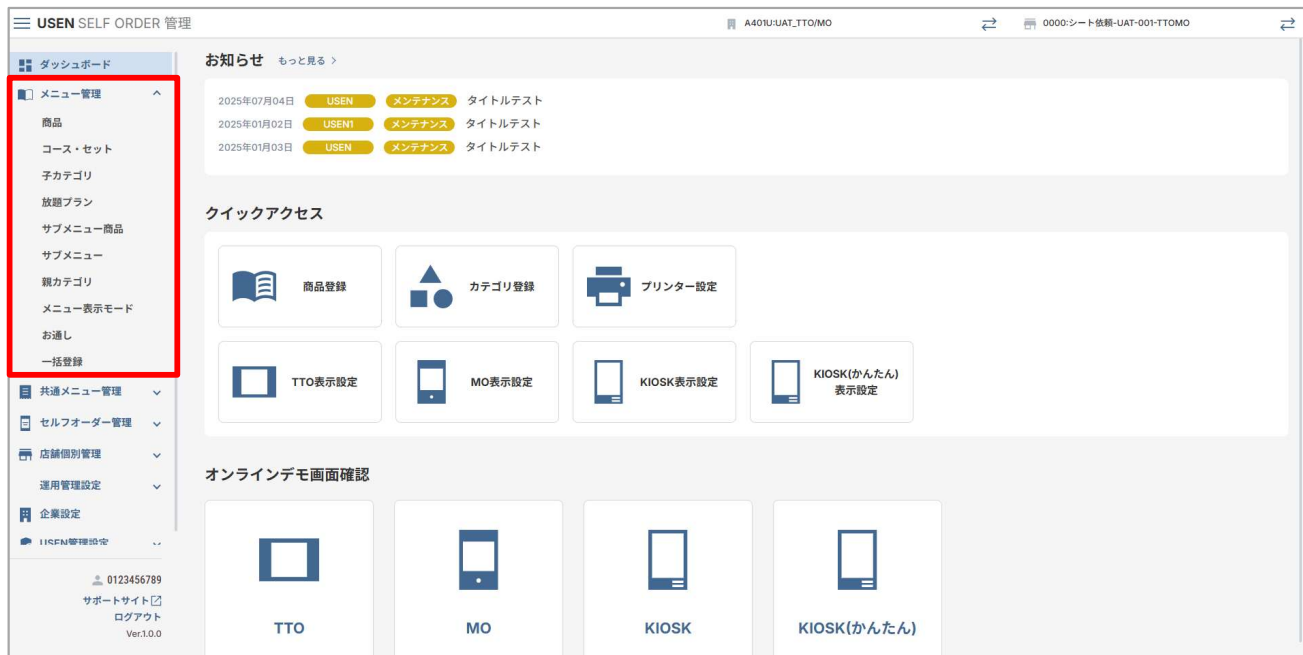 USEN SELF ORDER 管理
A401U:UAT_TTO/MO
0000:シート依頼-UAT-001-TTOMO
ダッシュボード
メニュー管理
商品
コース・セット
子カテゴリ
放題プラン
サブメニュー商品
サブメニュー
親カテゴリ
メニュー表示モード
お通し
一括登録
共通メニュー管理
セルフオーダー管理
店舗個別管理
運用管理設定
企業設定
USEN管理設定
0123456789
サポートサイト
ログアウト
Ver.1.0.0
お知らせ もっと見る >
2025年07月04日 USEN メンテナンス タイトルテスト
2025年01月02日 USEN1 メンテナンス タイトルテスト
2025年01月03日 USEN メンテナンス タイトルテスト
クイックアクセス
商品登録
カテゴリ登録
プリンター設定
TTO表示設定
MO表示設定
KIOSK表示設定
KIOSK(かんたん)
表示設定
オンラインデモ画面確認
TTO
MO
KIOSK
KIOSK(かんたん)